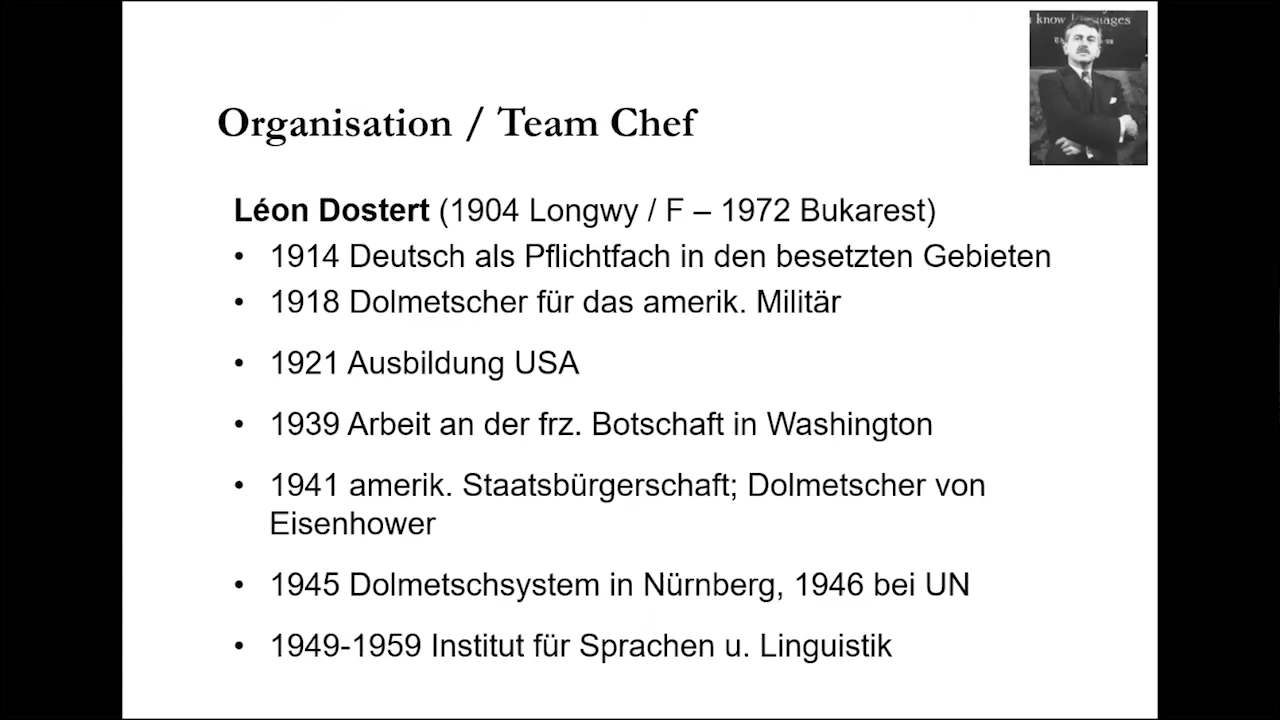 know languages
Organisation / Team Chef
Léon Dostert (1904 Longwy / F – 1972 Bukarest)
• 1914 Deutsch als Pflichtfach in den besetzten Gebieten
• 1918 Dolmetscher für das amerik. Militär
• 1921 Ausbildung USA
• 1939 Arbeit an der frz. Botschaft in Washington
• 1941 amerik. Staatsbürgerschaft; Dolmetscher von
Eisenhower
• 1945 Dolmetschsystem in Nürnberg, 1946 bei UN
• 1949-1959 Institut für Sprachen u. Linguistik